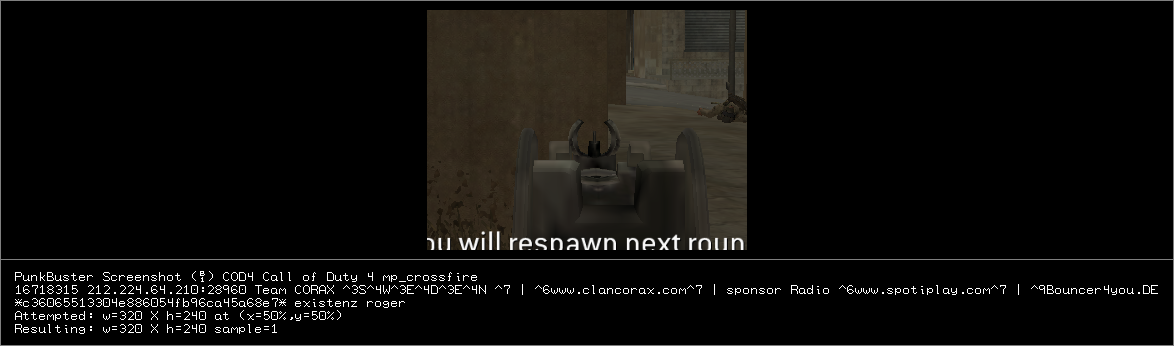 ou will respawn next roun
PunkBuster Screenshot (B|I) COD4 Call of Duty 4 mp_crossfire
16718315 212.224.64.210:28960 Team CORAX ^3S^4W^3E^4D^3E^4N ^7 | ^6www.clancorax.com^7 | sponsor Radio ^6www.spotiplay.com^7 | ^9Bouncer4you.DE
*c36065513304e886054fb96ca45a68e7* existenz roger
Attempted: w=320 X h=240 at (x=50%,y=50%)
Resulting: w=320 X h=240 sample=1